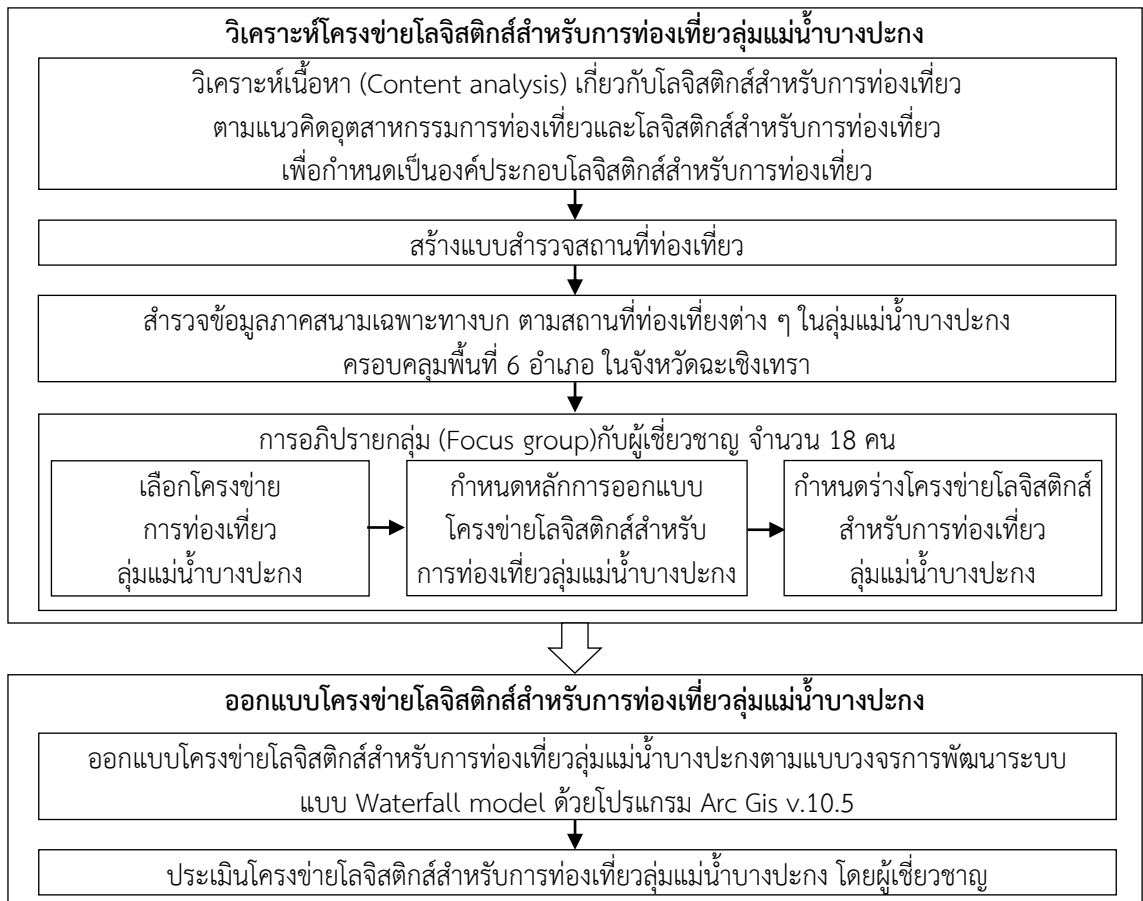 วิเคราะห์โครงข่ายโลจิสติกส์สำหรับการท่องเที่ยวลุ่มแม่น้ำบางปะกง
วิเคราะห์เนื้อหา (Content analysis) เกี่ยวกับโลจิสติกส์สำหรับการท่องเที่ยว
ตามแนวคิดอุตสาหกรรมการท่องเที่ยวและโลจิสติกส์สำหรับการท่องเที่ยว
เพื่อกำหนดเป็นองค์ประกอบโลจิสติกส์สำหรับการท่องเที่ยว
สร้างแบบสำรวจสถานที่ท่องเที่ยว
สำรวจข้อมูลภาคสนามเฉพาะทางบก ตามสถานที่ท่องเที่ยงต่าง ๆ ในลุ่มแม่น้ำบางปะกง
ครอบคลุมพื้นที่ 6 อำเภอ ในจังหวัดฉะเชิงเทรา
การอภิปรายกลุ่ม (Focus group)กับผู้เชี่ยวชาญ จำนวน 18 คน
เลือกโครงข่าย
การท่องเที่ยว
ลุ่มแม่น้ำบางปะกง
กำหนดหลักการออกแบบ
โครงข่ายโลจิสติกส์สำหรับ
การท่องเที่ยวลุ่มแม่น้ำบางปะกง
กำหนดร่างโครงข่ายโลจิสติกส์
สำหรับการท่องเที่ยว
ลุ่มแม่น้ำบางปะกง
ออกแบบโครงข่ายโลจิสติกส์สำหรับการท่องเที่ยวลุ่มแม่น้ำบางปะกง
ออกแบบโครงข่ายโลจิสติกส์สำหรับการท่องเที่ยวลุ่มแม่น้ำบางปะกงตามแบบวงจรการพัฒนาระบบ
แบบ Waterfall model ด้วยโปรแกรม Arc Gis v.10.5
ประเมินโครงข่ายโลจิสติกส์สำหรับการท่องเที่ยวลุ่มแม่น้ำบางปะกง โดยผู้เชี่ยวชาญ